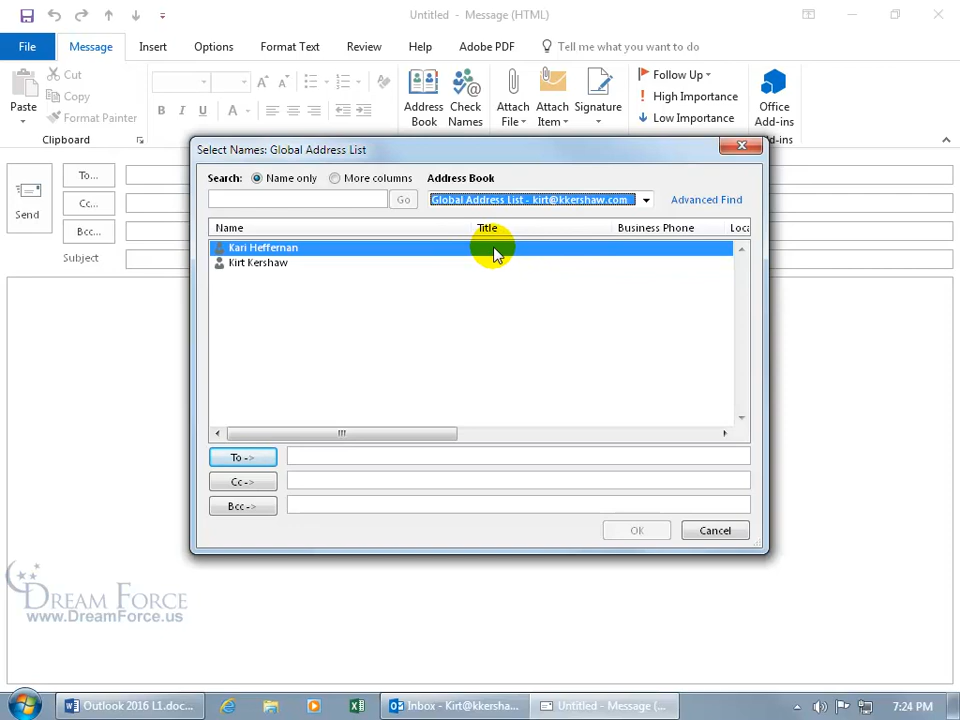 Untitled - Message (HTML)
File Message Insert Options Format Text Review Help Adobe PDF Tell me what you want to do
Cut
Copy
Format Painter
Paste
Clipboard
B I U A
Address Book
Check Names
Attach File
Attach Item
Signature
Follow Up
High Importance
Low Importance
Office Add-ins
d-ins
Send
To...
Cc...
Bcc...
Subject
Select Names: Global Address List
Search: Name only More columns Address Book
Go Global Address List - kirt@kkershaw.com Advanced Find
Name Title Business Phone Loca
Kari Heffernan
Kirt Kershaw
To ->
Cc ->
Bcc ->
OK Cancel
DREAM FORCE
www.DreamForce.us
Outlook 2016 L1.doc... Inbox - Kirt@kkersha... Untitled - Message (... 7:24 PM